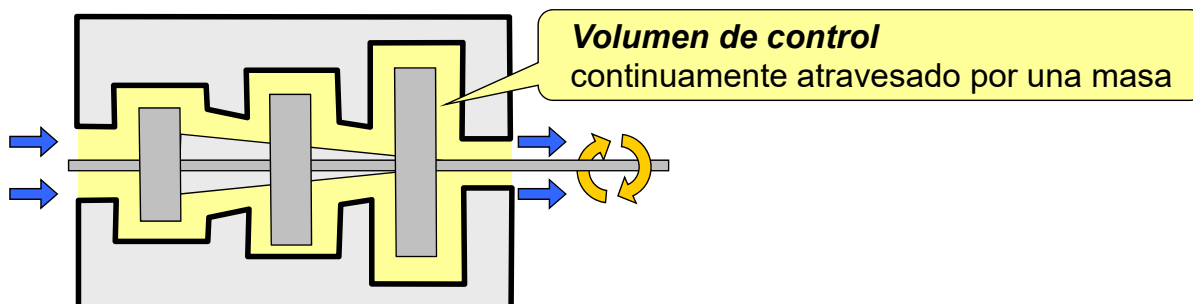 Volumen de control
continuamente atravesado por una masa